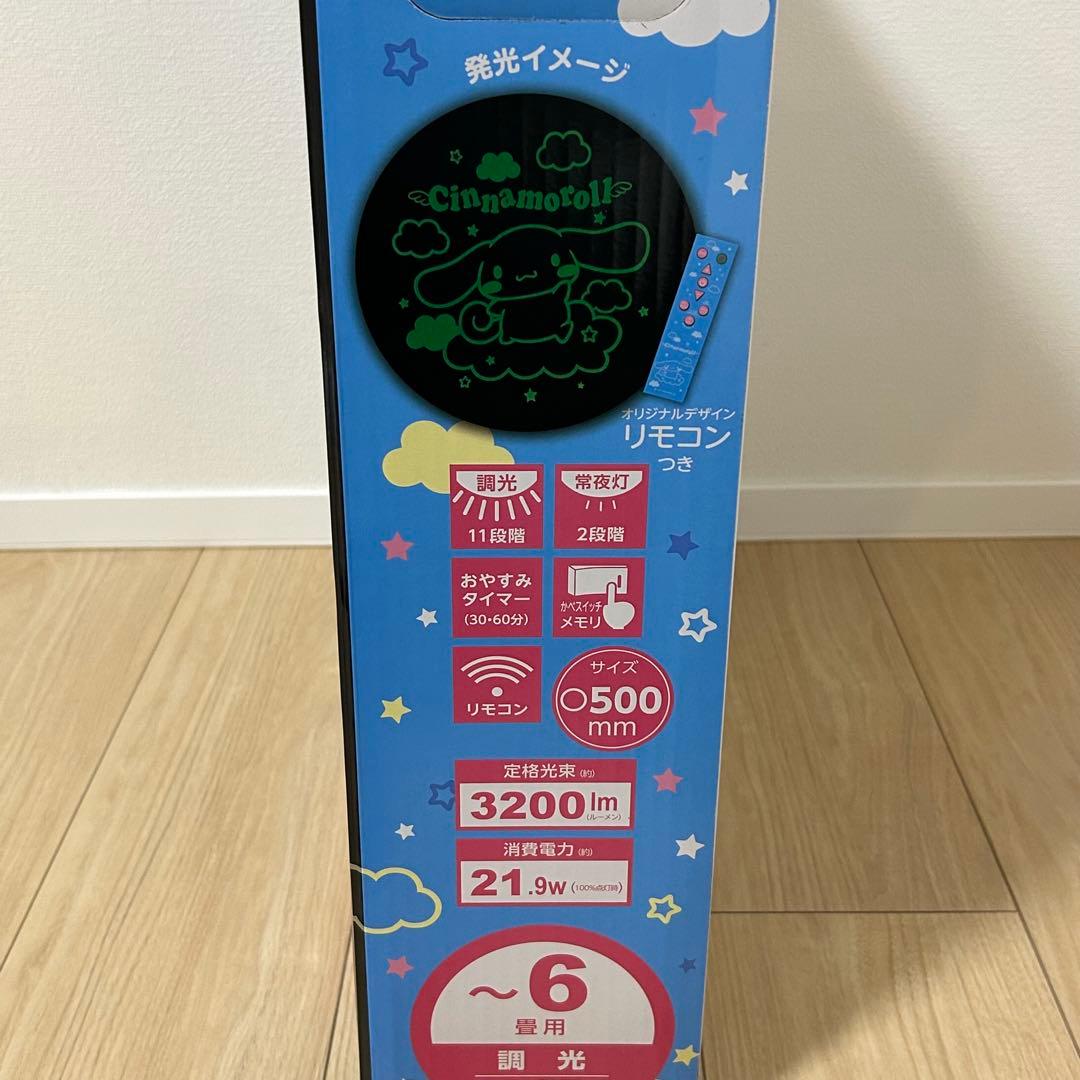 発光イメージ
Cinnamoroll
オリジナルデザイン
リモコン
つき
調光
11段階
常夜灯
2段階
おやすみ
タイマー
(30・60分)
かべスイッチ
メモリ
リモコン
サイズ
○500
mm
定格光束(約)
3200lm
(ルーメン)
消費電力(約)
21.9w(100%点灯時)
～6
畳用
調光